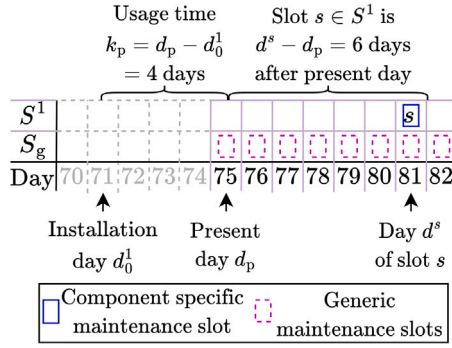 Usage time
k_p = d_p − d_0^1
= 4 days
Slot s ∈ S^1 is
d^s − d_p = 6 days
after present day
S^1 s
S_g
Day 70 71 72 73 74 75 76 77 78 79 80 81 82
Installation
day d_0^1
Present
day d_p
Day d^s
of slot s
Component specific
maintenance slot
Generic
maintenance slots